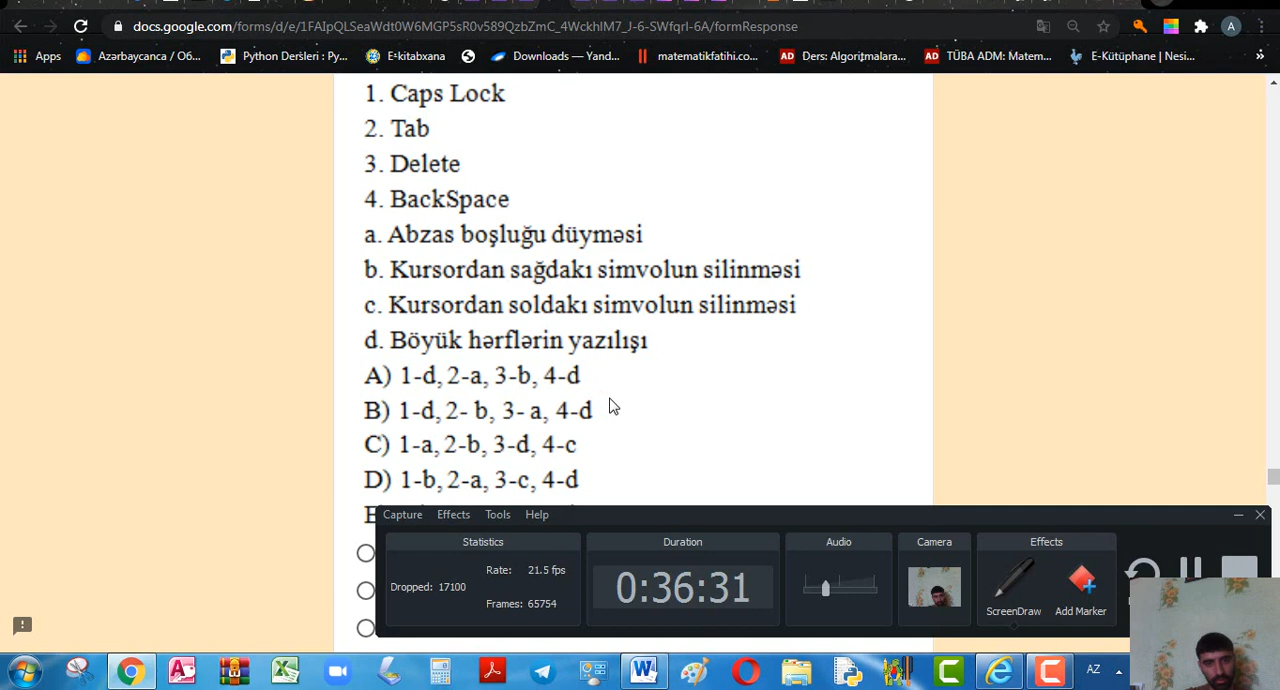 docs.google.com/forms/d/e/1FAIpQLSeaWdt0W6MGP5sR0v589QzbZmC_4WckhIM7_J-6-SWfqrI-6A/formResponse
A
Apps
Azərbaycanca / Об...
Python Dersleri : Py...
E-kitabxana
Downloads — Yand...
matematikfatihi.co...
AD Ders: Algoritmalara...
AD TÜBA ADM: Matem...
E-Kütüphane | Nesi...
»
1. Caps Lock
2. Tab
3. Delete
4. BackSpace
a. Abzas boşluğu düyməsi
b. Kursordan sağdakı simvolun silinməsi
c. Kursordan soldakı simvolun silinməsi
d. Böyük hərflərin yazılışı
A) 1-d, 2-a, 3-b, 4-d
B) 1-d, 2- b, 3- a, 4-d
C) 1-a, 2-b, 3-d, 4-c
D) 1-b, 2-a, 3-c, 4-d
Capture Effects Tools Help
Statistics
Duration
Audio
Camera
Effects
Rate: 21.5 fps
Dropped: 17100
Frames: 65754
0:36:31
ScreenDraw
Add Marker
AZ